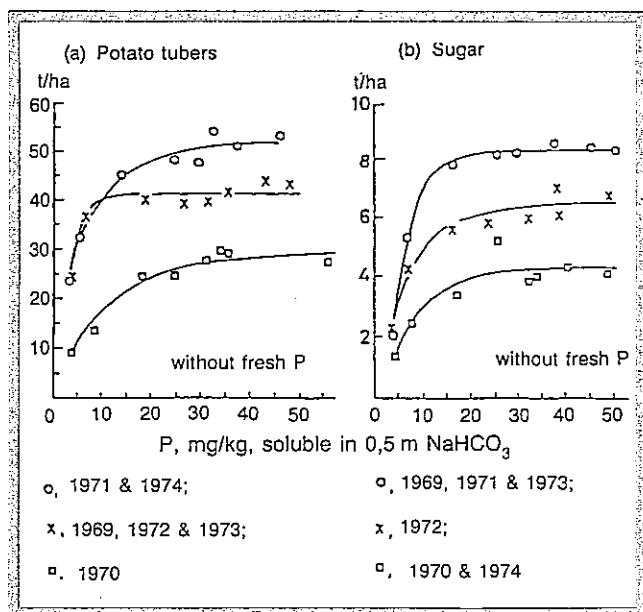 (a) Potato tubers
t/ha
60
50
40
30
20
10
0 10 20 30 40 50
without fresh P
(b) Sugar
t/ha
10
8
6
4
2
0 10 20 30 40 50
without fresh P
P, mg/kg, soluble in 0,5 m NaHCO3
o, 1971 & 1974;
x, 1969, 1972 & 1973;
□. 1970
o, 1969, 1971 & 1973;
x, 1972;
□. 1970 & 1974